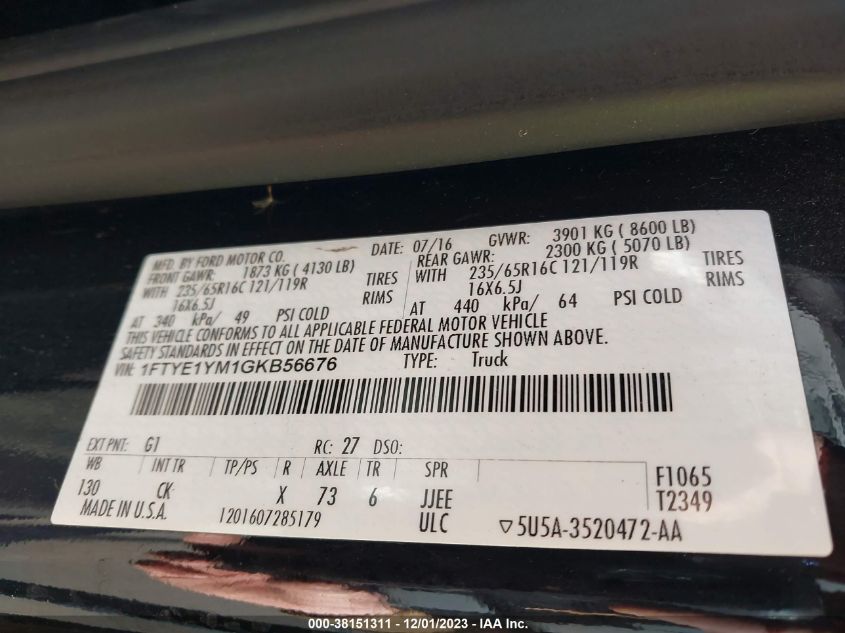 MFD. BY FORD MOTOR CO. DATE: 07/16 GVWR: 3901 KG ( 8600 LB)
FRONT GAWR: 1873 KG ( 4130 LB) REAR GAWR: 2300 KG ( 5070 LB)
WITH 235/65R16C 121/119R TIRES WITH 235/65R16C 121/119R TIRES
16X6.5J RIMS 16X6.5J RIMS
AT 340 kPa/ 49 PSI COLD AT 440 kPa/ 64 PSI COLD
THIS VEHICLE CONFORMS TO ALL APPLICABLE FEDERAL MOTOR VEHICLE
SAFETY STANDARDS IN EFFECT ON THE DATE OF MANUFACTURE SHOWN ABOVE.
VIN: 1FTYE1YM1GKB56676 TYPE: Truck
EXT PNT: G1 RC: 27 DSO:
WB INT TR TP/PS R AXLE TR SPR F1065
130 CK X 73 6 JJEE T2349
MADE IN U.S.A. 1201607285179 ULC ▽5U5A-3520472-AA
000-38151311 - 12/01/2023 - IAA Inc.